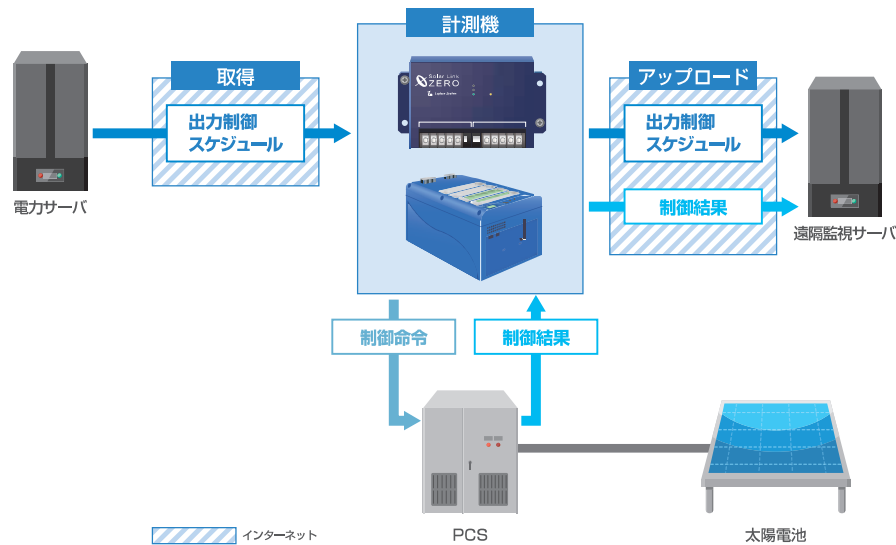 計測機
取得
アップロード
Solar Link
ZERO
出力制御
スケジュール
出力制御
スケジュール
制御結果
電力サーバ
遠隔監視サーバ
制御命令
制御結果
インターネット
PCS
太陽電池